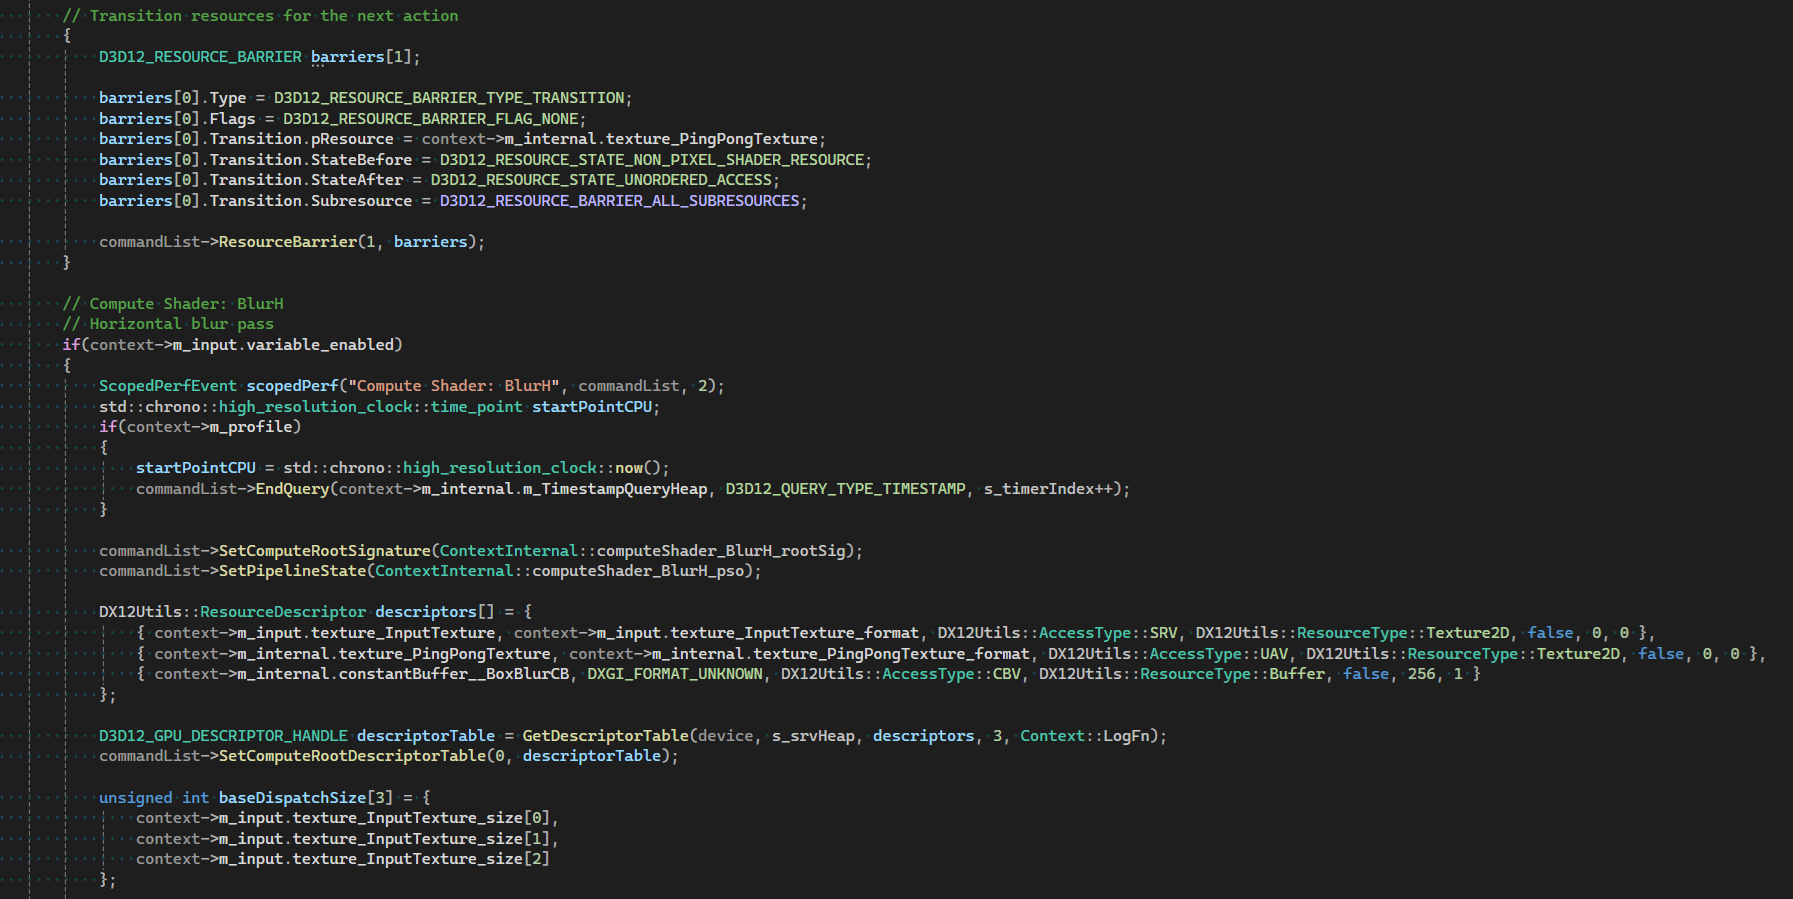 // Transition resources for the next action
{
D3D12_RESOURCE_BARRIER barriers[1];
barriers[0].Type = D3D12_RESOURCE_BARRIER_TYPE_TRANSITION;
barriers[0].Flags = D3D12_RESOURCE_BARRIER_FLAG_NONE;
barriers[0].Transition.pResource = context->m_internal.texture_PingPongTexture;
barriers[0].Transition.StateBefore = D3D12_RESOURCE_STATE_NON_PIXEL_SHADER_RESOURCE;
barriers[0].Transition.StateAfter = D3D12_RESOURCE_STATE_UNORDERED_ACCESS;
barriers[0].Transition.Subresource = D3D12_RESOURCE_BARRIER_ALL_SUBRESOURCES;
commandList->ResourceBarrier(1, barriers);
}
// Compute Shader: BlurH
// Horizontal blur pass
if(context->m_input.variable_enabled)
{
ScopedPerfEvent scopedPerf("Compute Shader: BlurH", commandList, 2);
std::chrono::high_resolution_clock::time_point startPointCPU;
if(context->m_profile)
{
startPointCPU = std::chrono::high_resolution_clock::now();
commandList->EndQuery(context->m_internal.m_TimestampQueryHeap, D3D12_QUERY_TYPE_TIMESTAMP, s_timerIndex++);
}
commandList->SetComputeRootSignature(ContextInternal::computeShader_BlurH_rootSig);
commandList->SetPipelineState(ContextInternal::computeShader_BlurH_pso);
DX12Utils::ResourceDescriptor descriptors[] = {
{ context->m_input.texture_InputTexture, context->m_input.texture_InputTexture_format, DX12Utils::AccessType::SRV, DX12Utils::ResourceType::Texture2D, false, 0, 0 },
{ context->m_internal.texture_PingPongTexture, context->m_internal.texture_PingPongTexture_format, DX12Utils::AccessType::UAV, DX12Utils::ResourceType::Texture2D, false, 0, 0 },
{ context->m_internal.constantBuffer__BoxBlurCB, DXGI_FORMAT_UNKNOWN, DX12Utils::AccessType::CBV, DX12Utils::ResourceType::Buffer, false, 256, 1 }
};
D3D12_GPU_DESCRIPTOR_HANDLE descriptorTable = GetDescriptorTable(device, s_srvHeap, descriptors, 3, Context::LogFn);
commandList->SetComputeRootDescriptorTable(0, descriptorTable);
unsigned int baseDispatchSize[3] = {
context->m_input.texture_InputTexture_size[0],
context->m_input.texture_InputTexture_size[1],
context->m_input.texture_InputTexture_size[2]
};